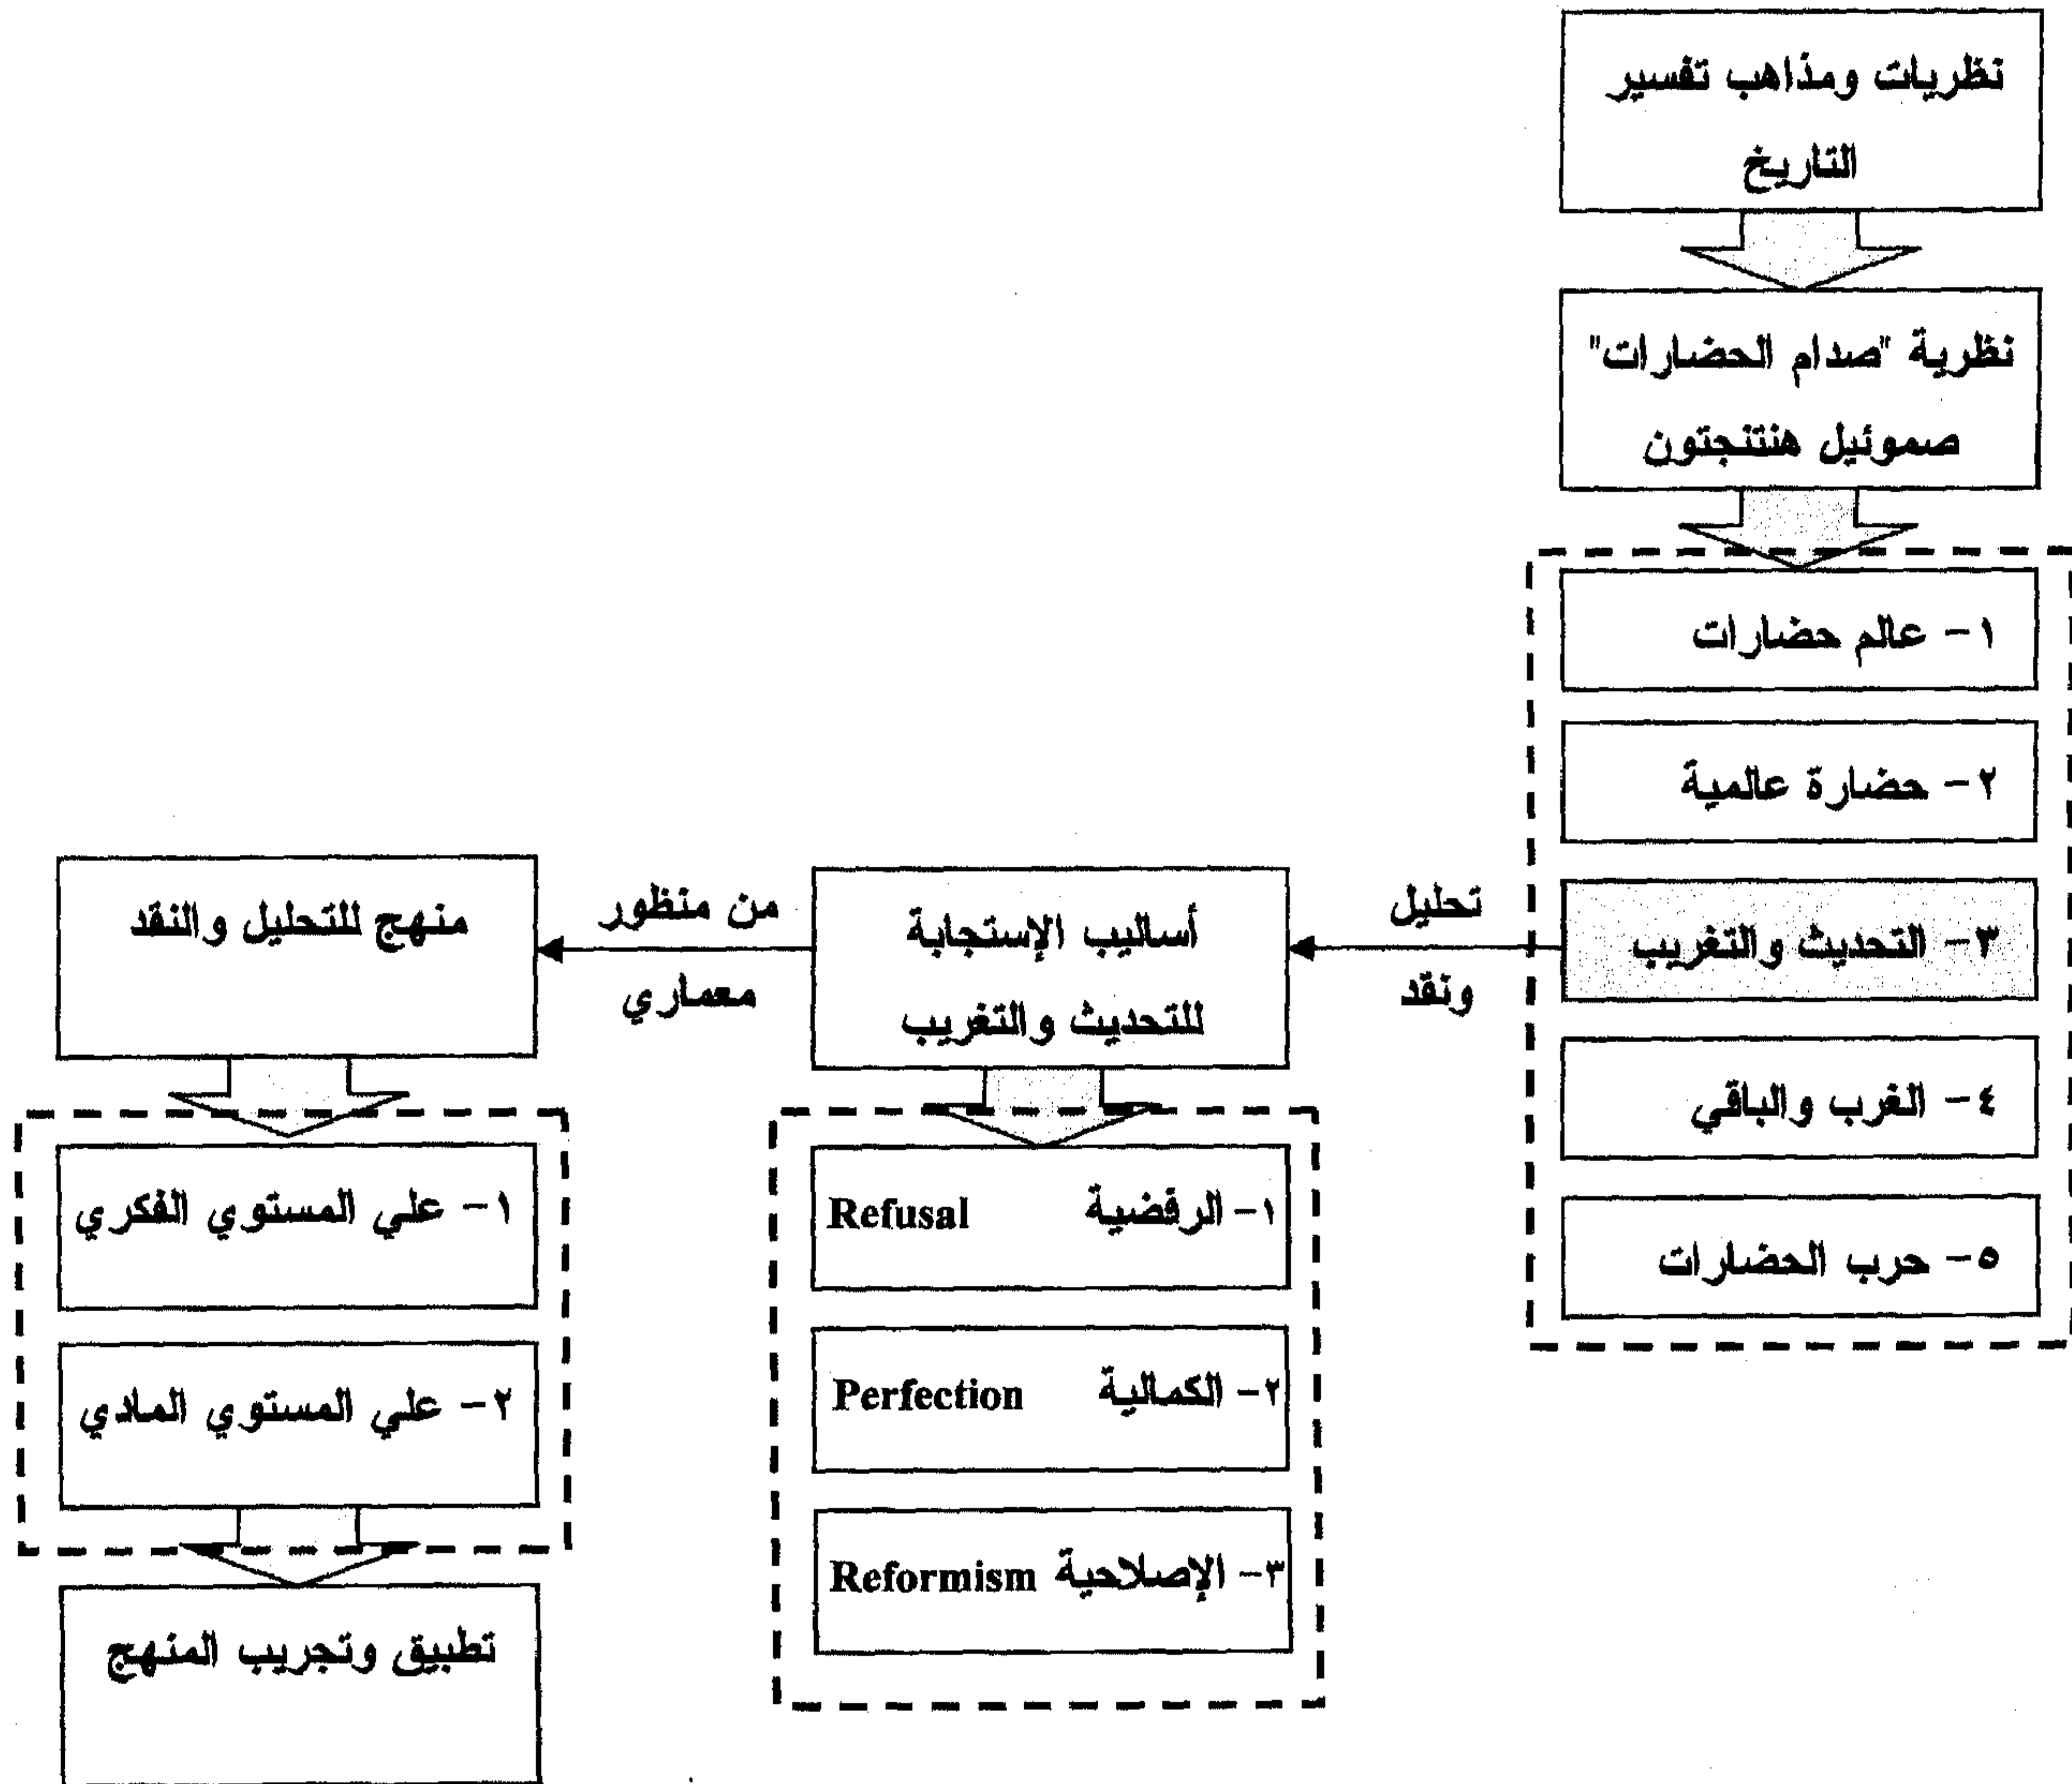 نظريات ومذاهب تفسير
التاريخ
نظرية "صدام الحضارات"
صموئيل هنتنجتون
١- عالم حضارات
٢- حضارة عالمية
٣- التحديث والتغريب
٤- الغرب والباقي
٥- حرب الحضارات
تحليل
ونقد
أساليب الإستجابة
للتحديث والتغريب
١- الرفضية Refusal
٢- الكمالية Perfection
٣- الإصلاحية Reformism
من منظور
معماري
منهج للتحليل والنقد
١- علي المستوي الفكري
٢- علي المستوي المادي
تطبيق وتجريب المنهج